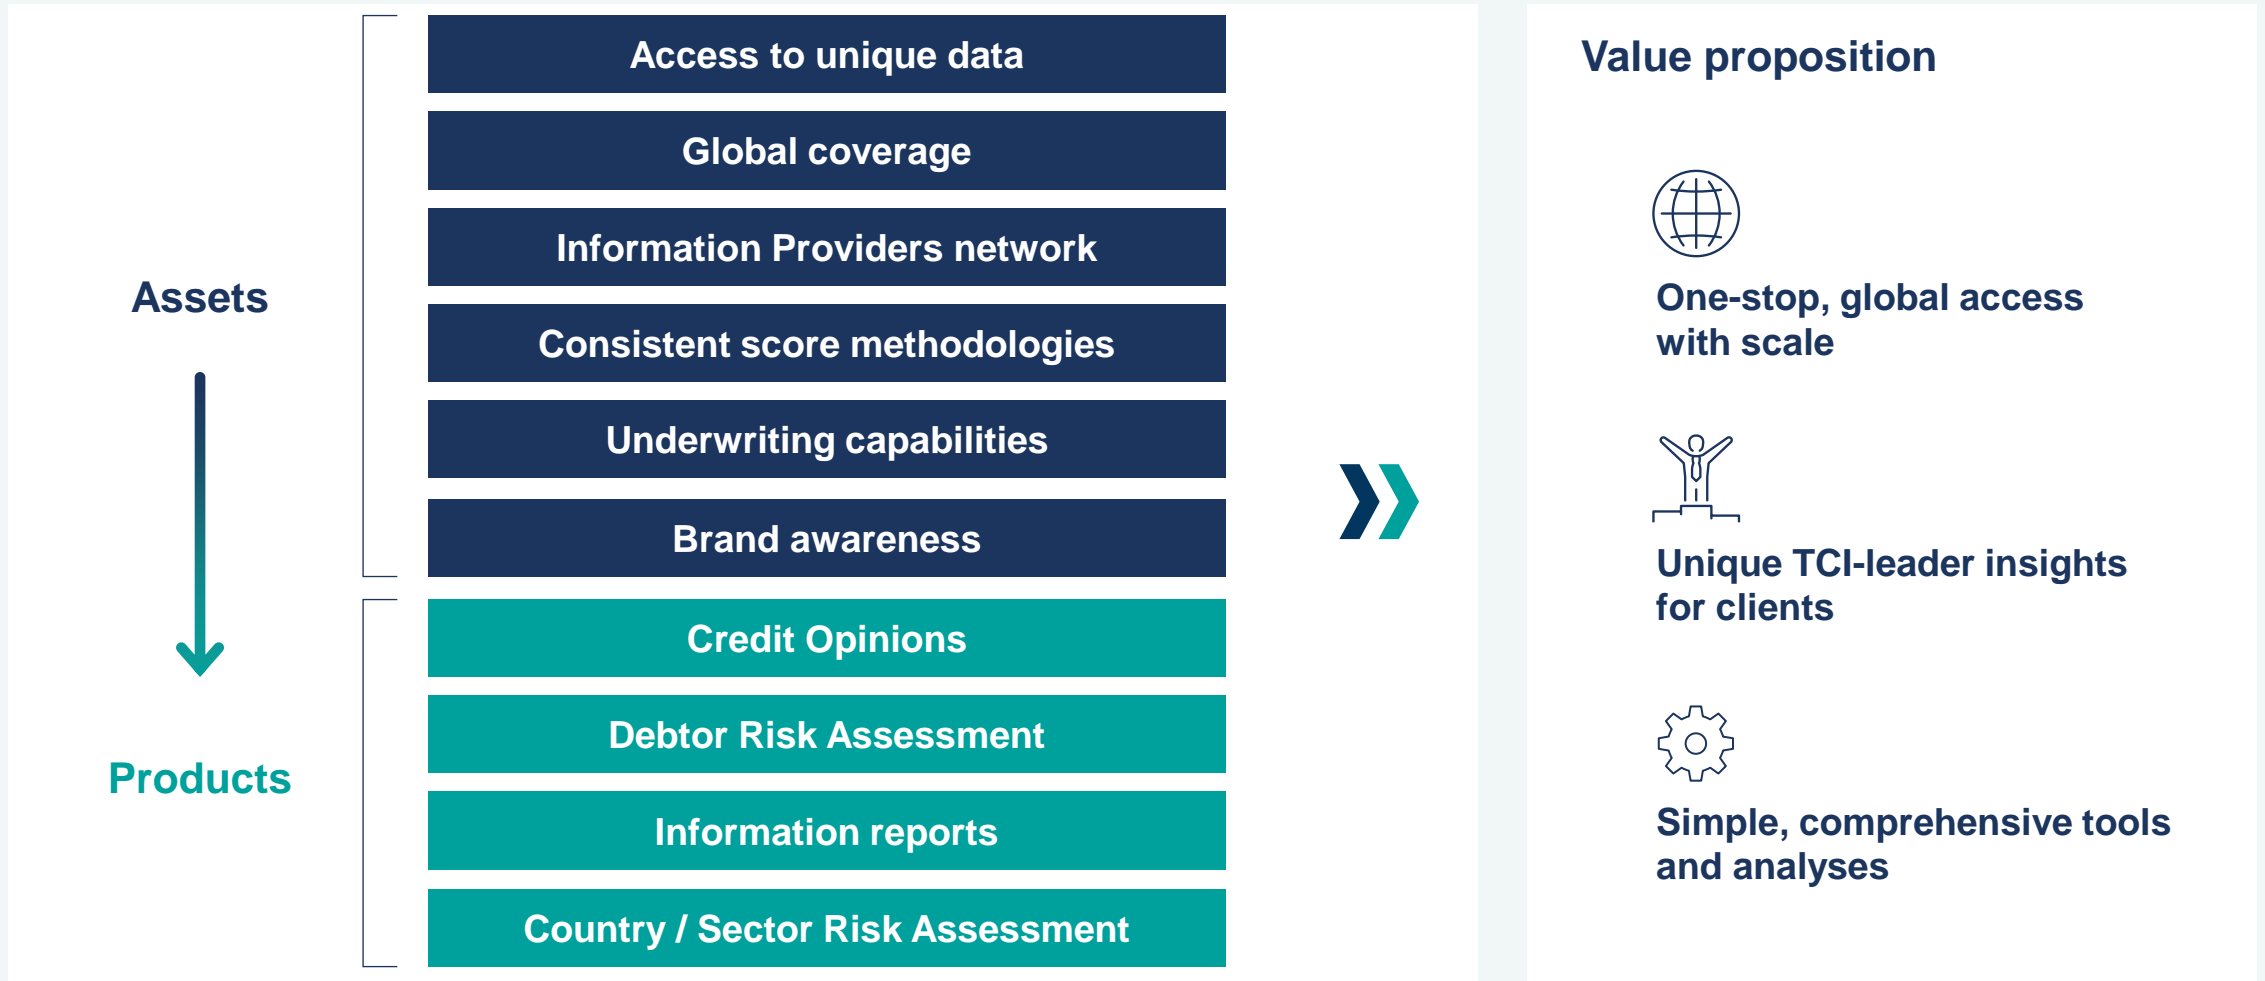 Assets
Products
Access to unique data
Global coverage
Information Providers network
Consistent score methodologies
Underwriting capabilities
Brand awareness
Credit Opinions
Debtor Risk Assessment
Information reports
Country / Sector Risk Assessment
Value proposition
One-stop, global access
with scale
Unique TCI-leader insights
for clients
Simple, comprehensive tools
and analyses